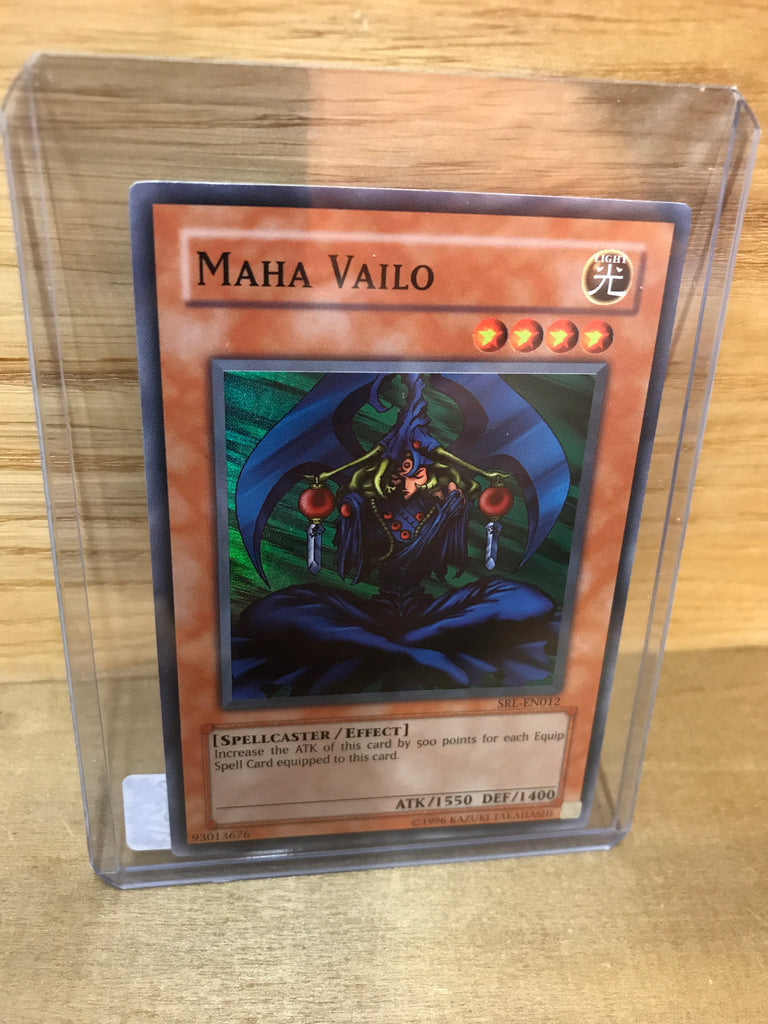 MAHA VAILO
LIGHT
光
SRL-EN012
[SPELLCASTER / EFFECT]
Increase the ATK of this card by 500 points for each Equip
Spell Card equipped to this card.
ATK/1550 DEF/1400
93013676
©1996 KAZUKI TAKAHASHI